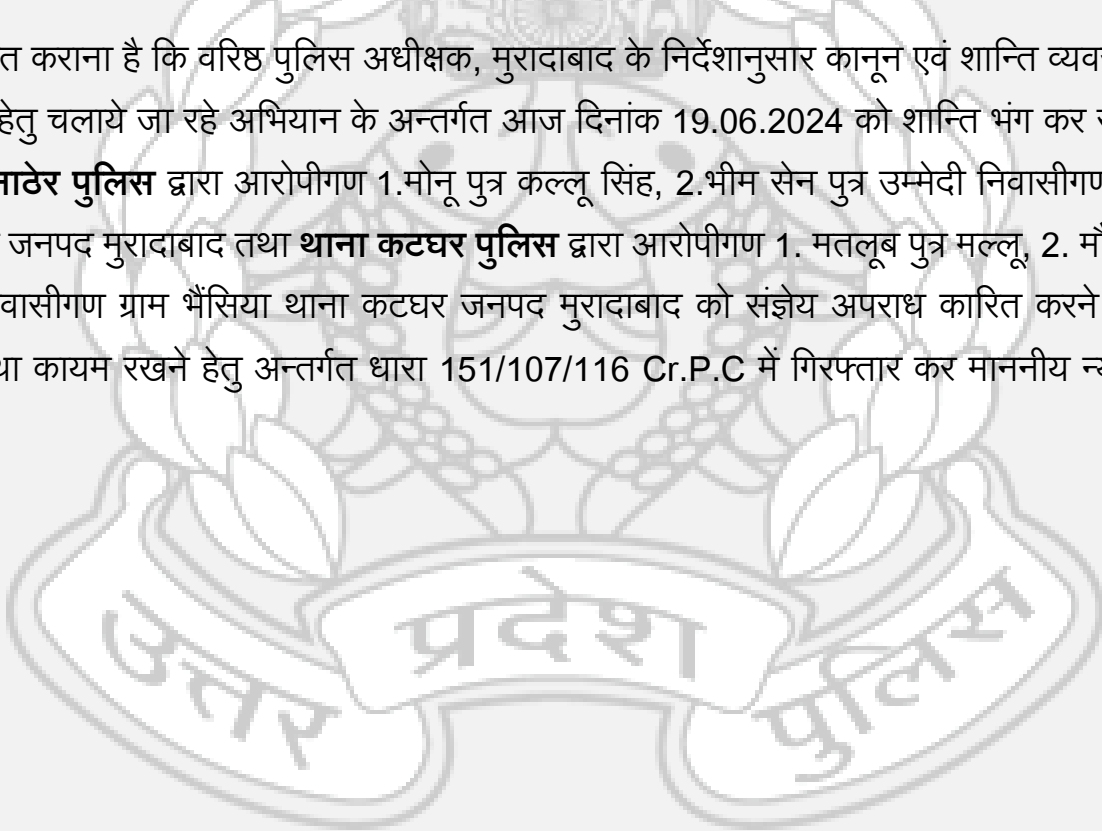 त कराना है कि वरिष्ठ पुलिस अधीक्षक, मुरादाबाद के निर्देशानुसार कानून एवं शान्ति व्यव
हेतु चलाये जा रहे अभियान के अन्तर्गत आज दिनांक 19.06.2024 को शान्ति भंग कर
नाठेर पुलिस द्वारा आरोपीगण 1.मोनू पुत्र कल्लू सिंह, 2.भीम सेन पुत्र उम्मेदी निवासीगण
जनपद मुरादाबाद तथा थाना कटघर पुलिस द्वारा आरोपीगण 1. मतलूब पुत्र मल्लू, 2.
वासीगण ग्राम भैंसिया थाना कटघर जनपद मुरादाबाद को संज्ञेय अपराध कारित करने
था कायम रखने हेतु अन्तर्गत धारा 151/107/116 Cr.P.C में गिरफ्तार कर माननीय
उत्तर प्रदेश पुलिस